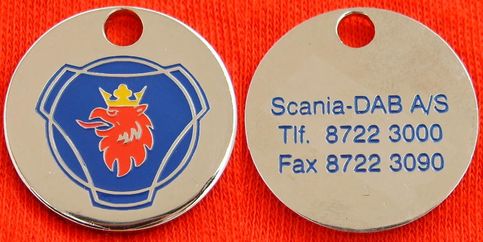 Scania-DAB A/S
Tlf. 8722 3000
Fax 8722 3090